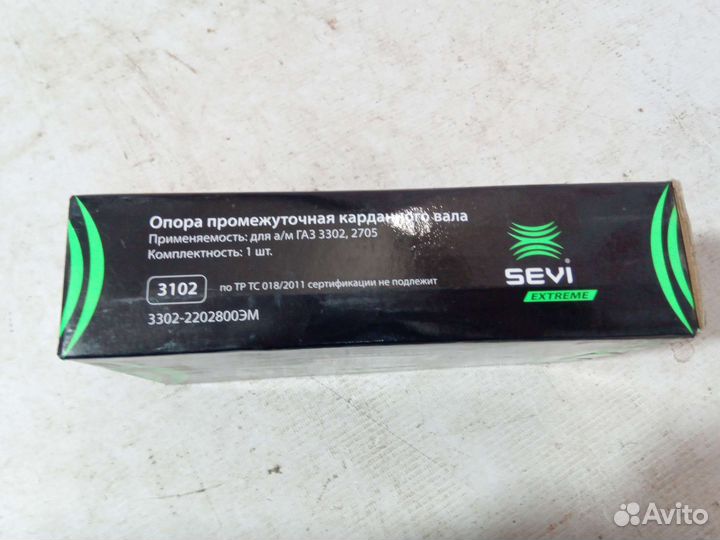 Опора промежуточная карданного вала
Применяемость: для а/м ГАЗ 3302, 2705
Комплектность: 1 шт.
3102 по ТР ТС 018/2011 сертификации не подлежит
3302-2202800ЭМ
SEVi
EXTREME
Avito